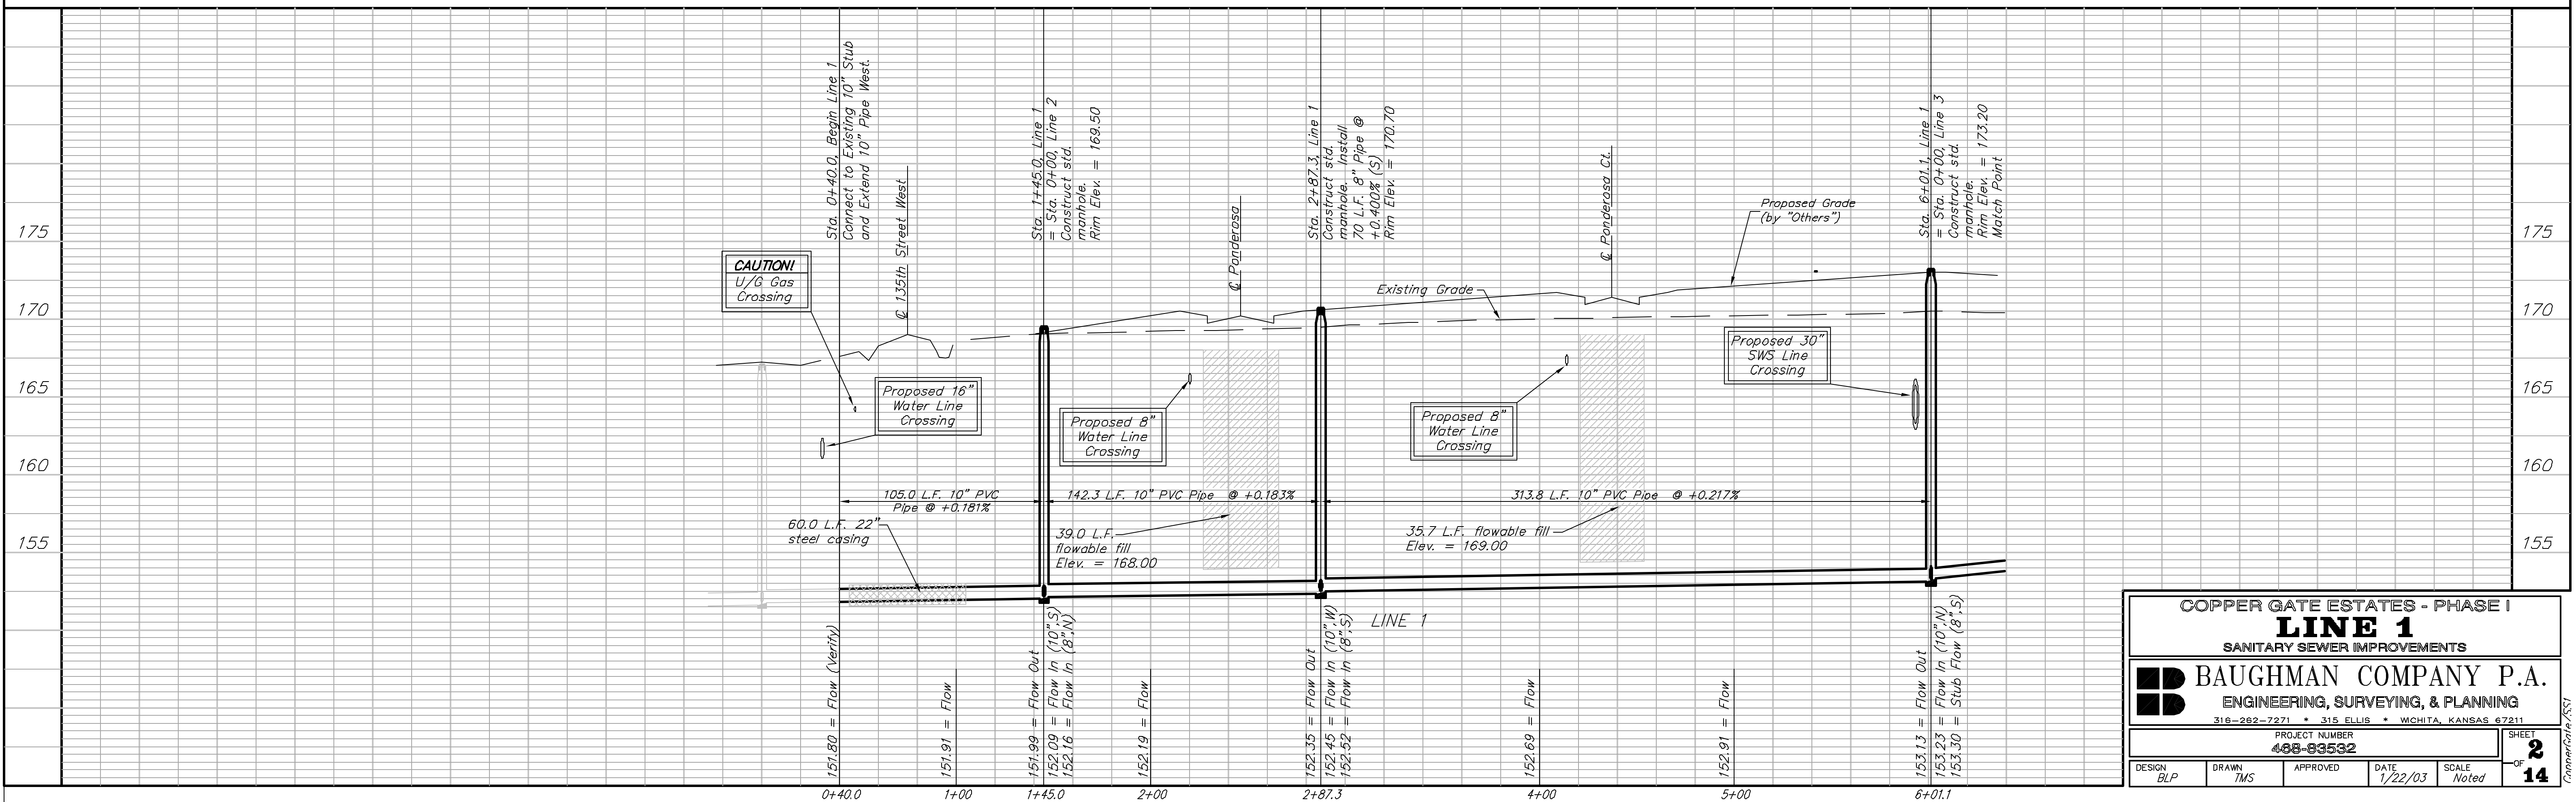 Sta. 0+40.0, Begin Line 1
Connect to Existing 10" Stub
and Extend 10" Pipe West.
℄ 135th Street West
Sta. 1+45.0, Line 1
= Sta. 0+00, Line 2
Construct std.
manhole.
Rim Elev. = 169.50
℄ Ponderosa
Sta. 2+87.3, Line 1
Construct std.
manhole. Install
70 L.F. 8" Pipe @
+0.400% (S)
Rim Elev. = 170.70
℄ Ponderosa Ct.
Proposed Grade
(by "Others")
Sta. 6+01.1, Line 1
= Sta. 0+00, Line 3
Construct std.
manhole.
Rim Elev. = 173.20
Match Point
175
175
CAUTION!
U/G Gas
Crossing
Existing Grade
170
170
Proposed 30"
SWS Line
Crossing
165
165
Proposed 16"
Water Line
Crossing
Proposed 8"
Water Line
Crossing
Proposed 8"
Water Line
Crossing
160
160
105.0 L.F. 10" PVC
Pipe @ +0.181%
142.3 L.F. 10" PVC Pipe @ +0.183%
313.8 L.F. 10" PVC Pipe @ +0.217%
60.0 L.F. 22"
steel casing
39.0 L.F.
flowable fill
Elev. = 168.00
35.7 L.F. flowable fill
Elev. = 169.00
155
155
LINE 1
151.80 = Flow (Verify)
151.91 = Flow
151.99 = Flow Out
152.09 = Flow In (10",S)
152.16 = Flow In (8",N)
152.19 = Flow
152.35 = Flow Out
152.45 = Flow In (10",W)
152.52 = Flow In (8",S)
152.69 = Flow
152.91 = Flow
153.13 = Flow Out
153.23 = Flow In (10",N)
153.30 = Stub Flow (8",S)
0+40.0
1+00
1+45.0
2+00
2+87.3
4+00
5+00
6+01.1
COPPER GATE ESTATES - PHASE I
LINE 1
SANITARY SEWER IMPROVEMENTS
BAUGHMAN COMPANY P.A.
ENGINEERING, SURVEYING, & PLANNING
316-262-7271 * 315 ELLIS * WICHITA, KANSAS 67211
PROJECT NUMBER
468-83532
SHEET
2
OF
14
DESIGN
BLP
DRAWN
TMS
APPROVED
DATE
1/22/03
SCALE
Noted
CopperGate/SS1